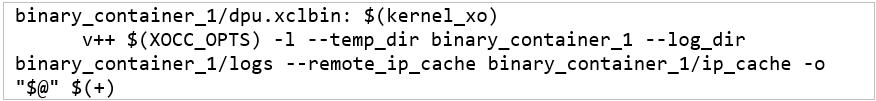 binary_container_1/dpu.xclbin: $(kernel_xo)
v++ $(XOCC_OPTS) -l --temp_dir binary_container_1 --log_dir
binary_container_1/logs --remote_ip_cache binary_container_1/ip_cache -o
"$@" $(+)